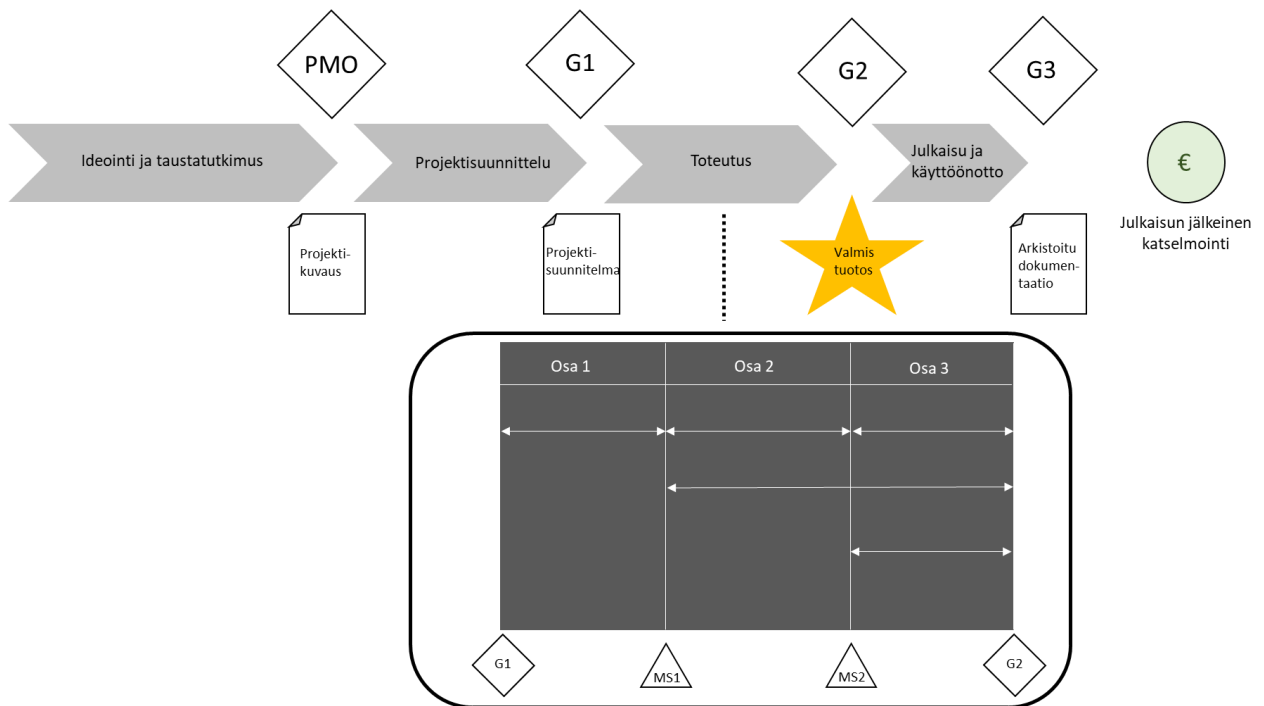 PMO
G1
G2
G3
Ideointi ja taustatutkimus
Projektisuunnittelu
Toteutus
Julkaisu ja
käyttöönotto
€
Julkaisun jälkeinen
katselmointi
Projekti-
kuvaus
Projekti-
suunnitelma
Valmis
tuotos
Arkistoitu
dokumen-
taatio
Osa 1
Osa 2
Osa 3
G1
MS1
MS2
G2